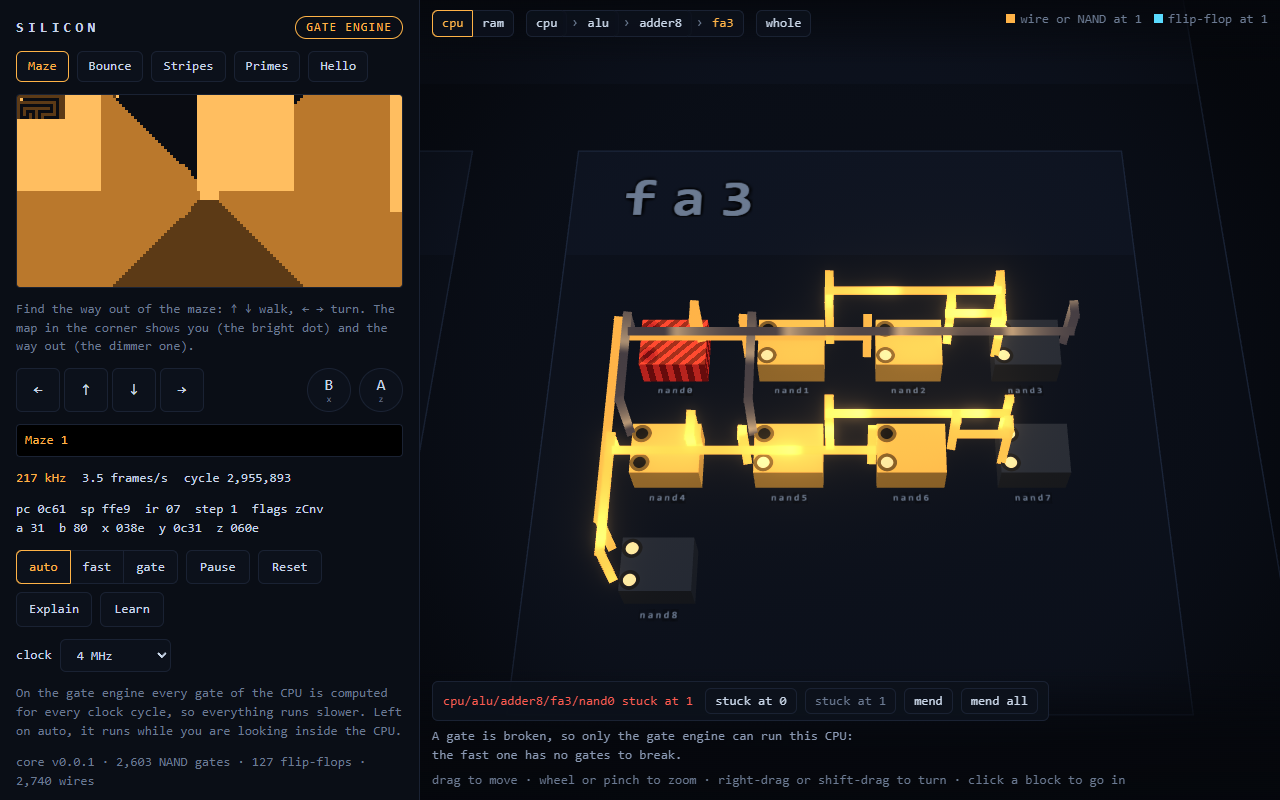 SILICON
GATE ENGINE
Maze
Bounce
Stripes
Primes
Hello
Find the way out of the maze: ↑ ↓ walk, ← → turn. The
map in the corner shows you (the bright dot) and the
way out (the dimmer one).
← ↑ ↓ →
B
x
A
z
Maze 1
217 kHz 3.5 frames/s cycle 2,955,893
pc 0c61 sp ffe9 ir 07 step 1 flags zCnv
a 31 b 80 x 038e y 0c31 z 060e
auto fast gate Pause Reset
Explain Learn
clock 4 MHz
On the gate engine every gate of the CPU is computed
for every clock cycle, so everything runs slower. Left
on auto, it runs while you are looking inside the CPU.
core v0.0.1 · 2,603 NAND gates · 127 flip-flops ·
2,740 wires
cpu ram cpu › alu › adder8 › fa3 whole
wire or NAND at 1 flip-flop at 1
fa3
nand0 nand1 nand2 nand3
nand4 nand5 nand6 nand7
nand8
cpu/alu/adder8/fa3/nand0 stuck at 1 stuck at 0 stuck at 1 mend mend all
A gate is broken, so only the gate engine can run this CPU:
the fast one has no gates to break.
drag to move · wheel or pinch to zoom · right-drag or shift-drag to turn · click a block to go in